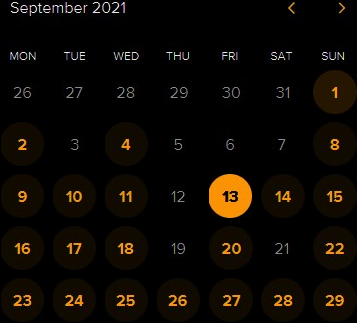 September 2021 < >
MON TUE WED THU FRI SAT SUN
26 27 28 29 30 31 1
2 3 4 5 6 7 8
9 10 11 12 13 14 15
16 17 18 19 20 21 22
23 24 25 26 27 28 29